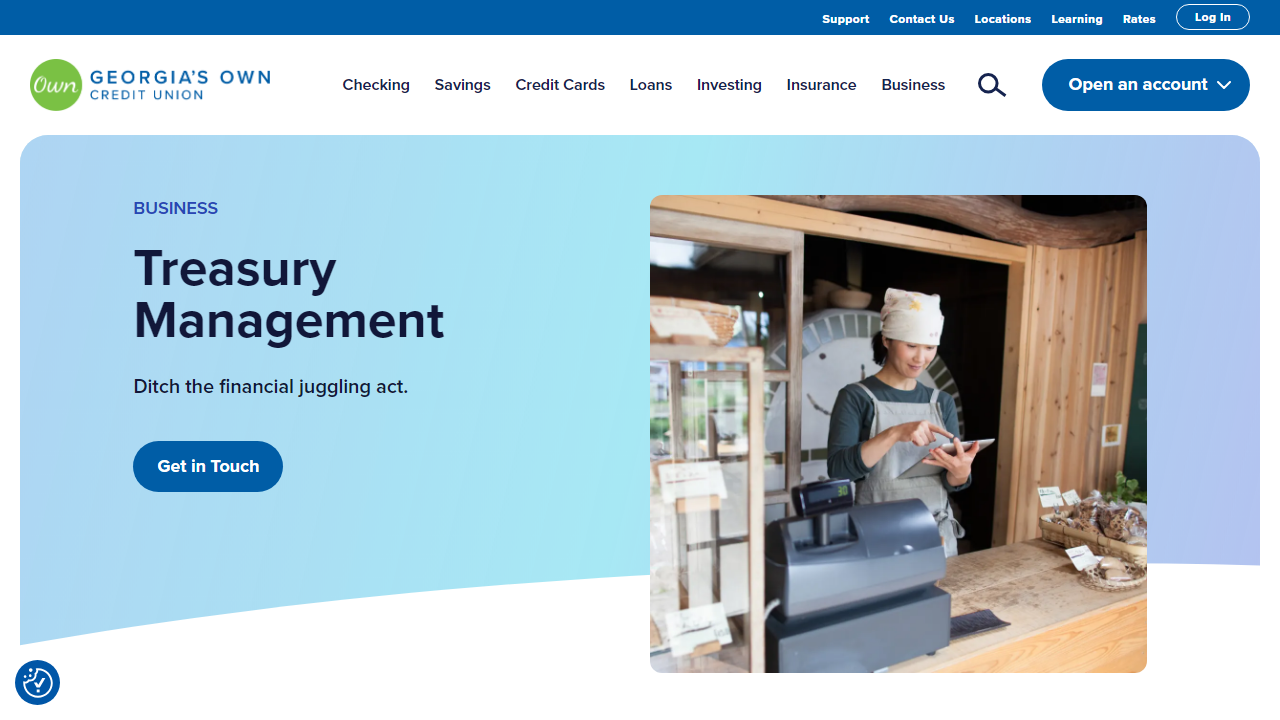 Support Contact Us Locations Learning Rates Log In
Own GEORGIA'S OWN
CREDIT UNION
Checking Savings Credit Cards Loans Investing Insurance Business Open an account
BUSINESS
Treasury
Management
Ditch the financial juggling act.
Get in Touch